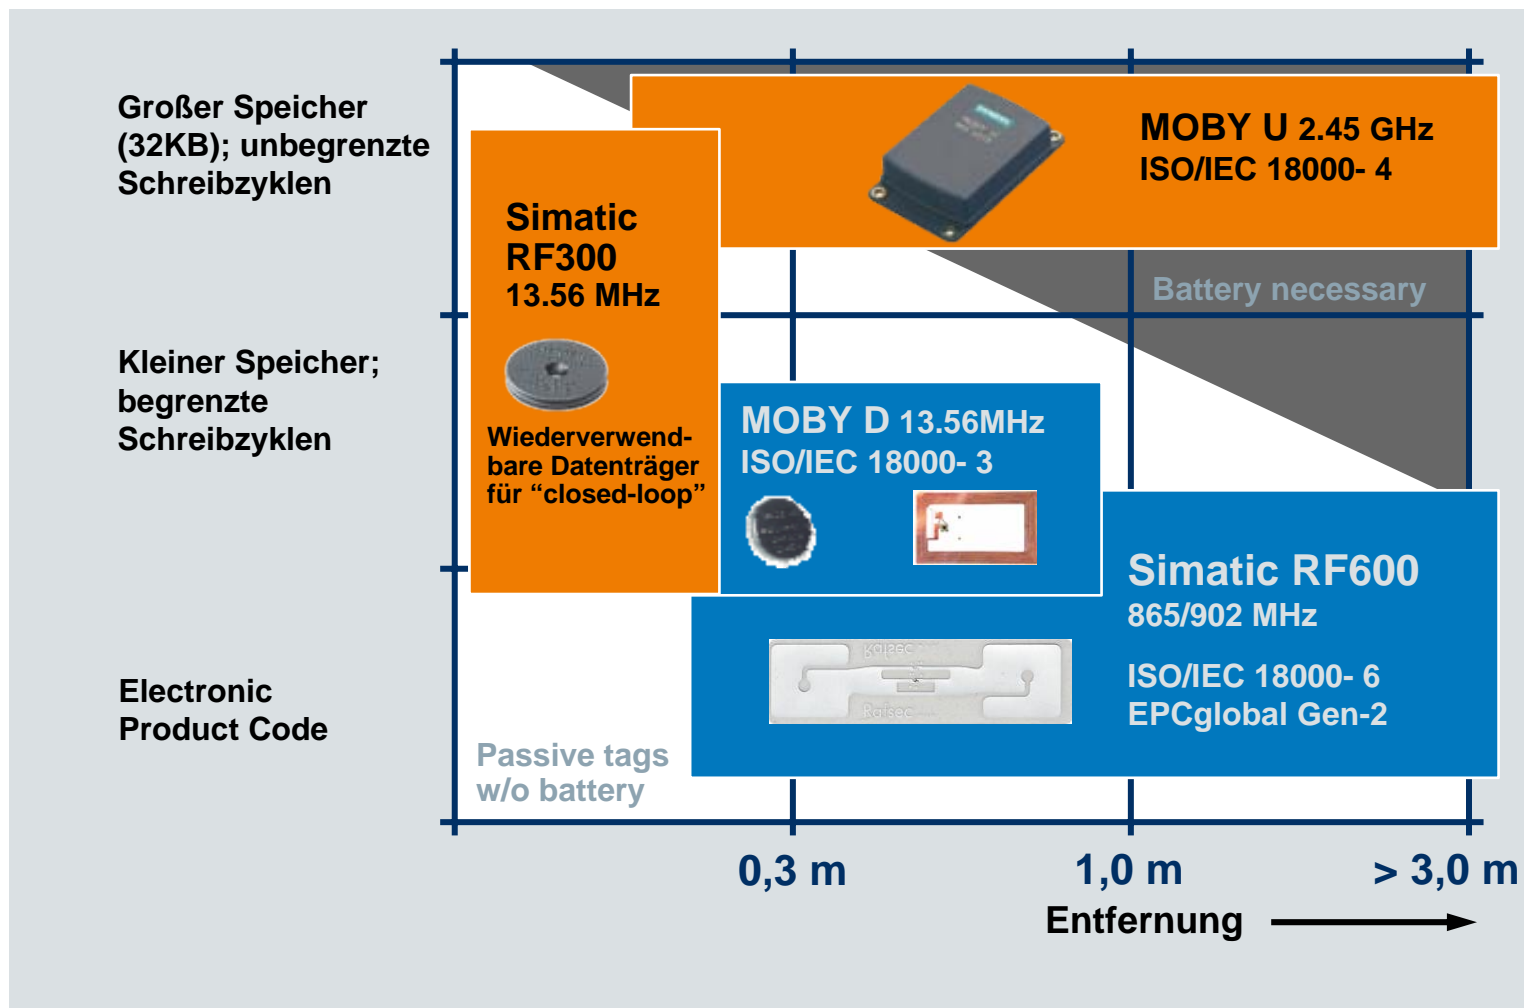 Großer Speicher
(32KB); unbegrenzte
Schreibzyklen
MOBY U 2.45 GHz
ISO/IEC 18000- 4
Simatic
RF300
13.56 MHz
Battery necessary
Kleiner Speicher;
begrenzte
Schreibzyklen
Wiederverwend-
bare Datenträger
für “closed-loop”
MOBY D 13.56MHz
ISO/IEC 18000- 3
Simatic RF600
865/902 MHz
ISO/IEC 18000- 6
EPCglobal Gen-2
Rafsec
Rafsec
Electronic
Product Code
Passive tags
w/o battery
0,3 m
1,0 m
> 3,0 m
Entfernung